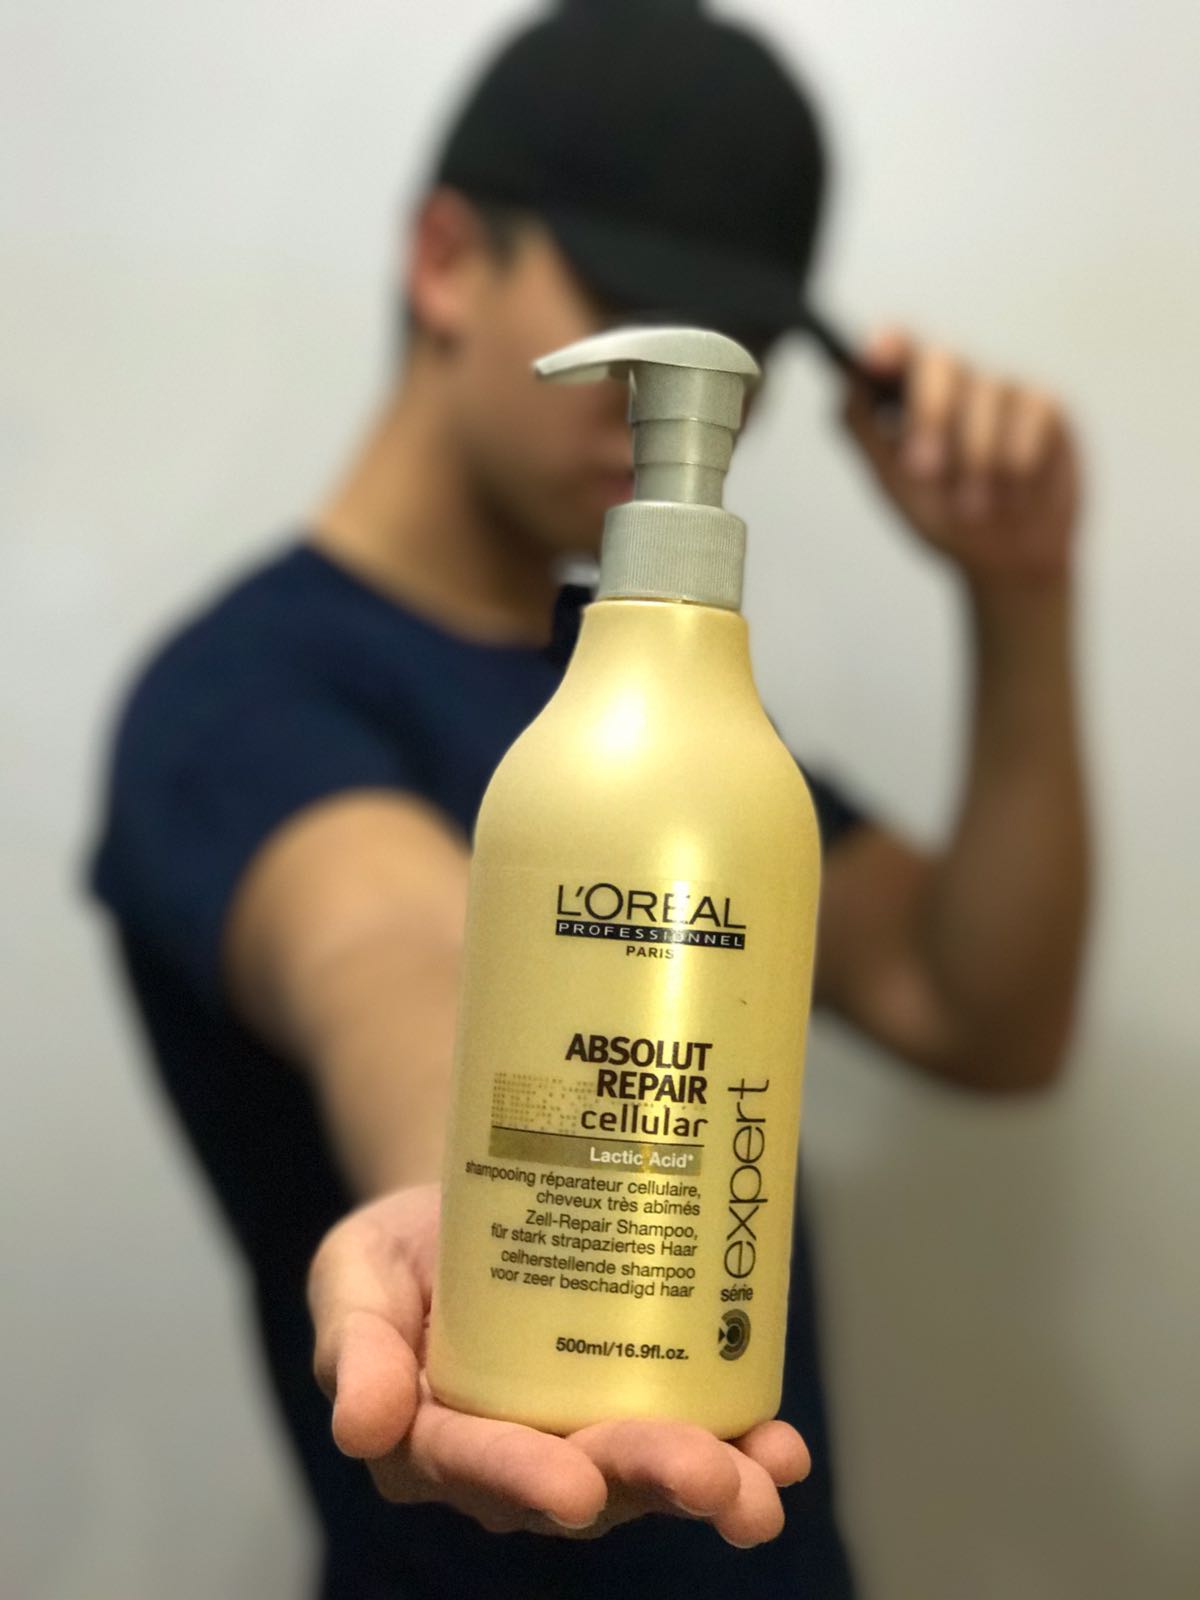 L'ORÉAL
PROFESSIONNEL
PARIS
ABSOLUT
REPAIR
cellular
Lactic Acid*
shampooing réparateur cellulaire,
cheveux très abîmés
Zell-Repair Shampoo,
für stark strapaziertes Haar
celherstellende shampoo
voor zeer beschadigd haar
500ml/16.9fl.oz.
série expert